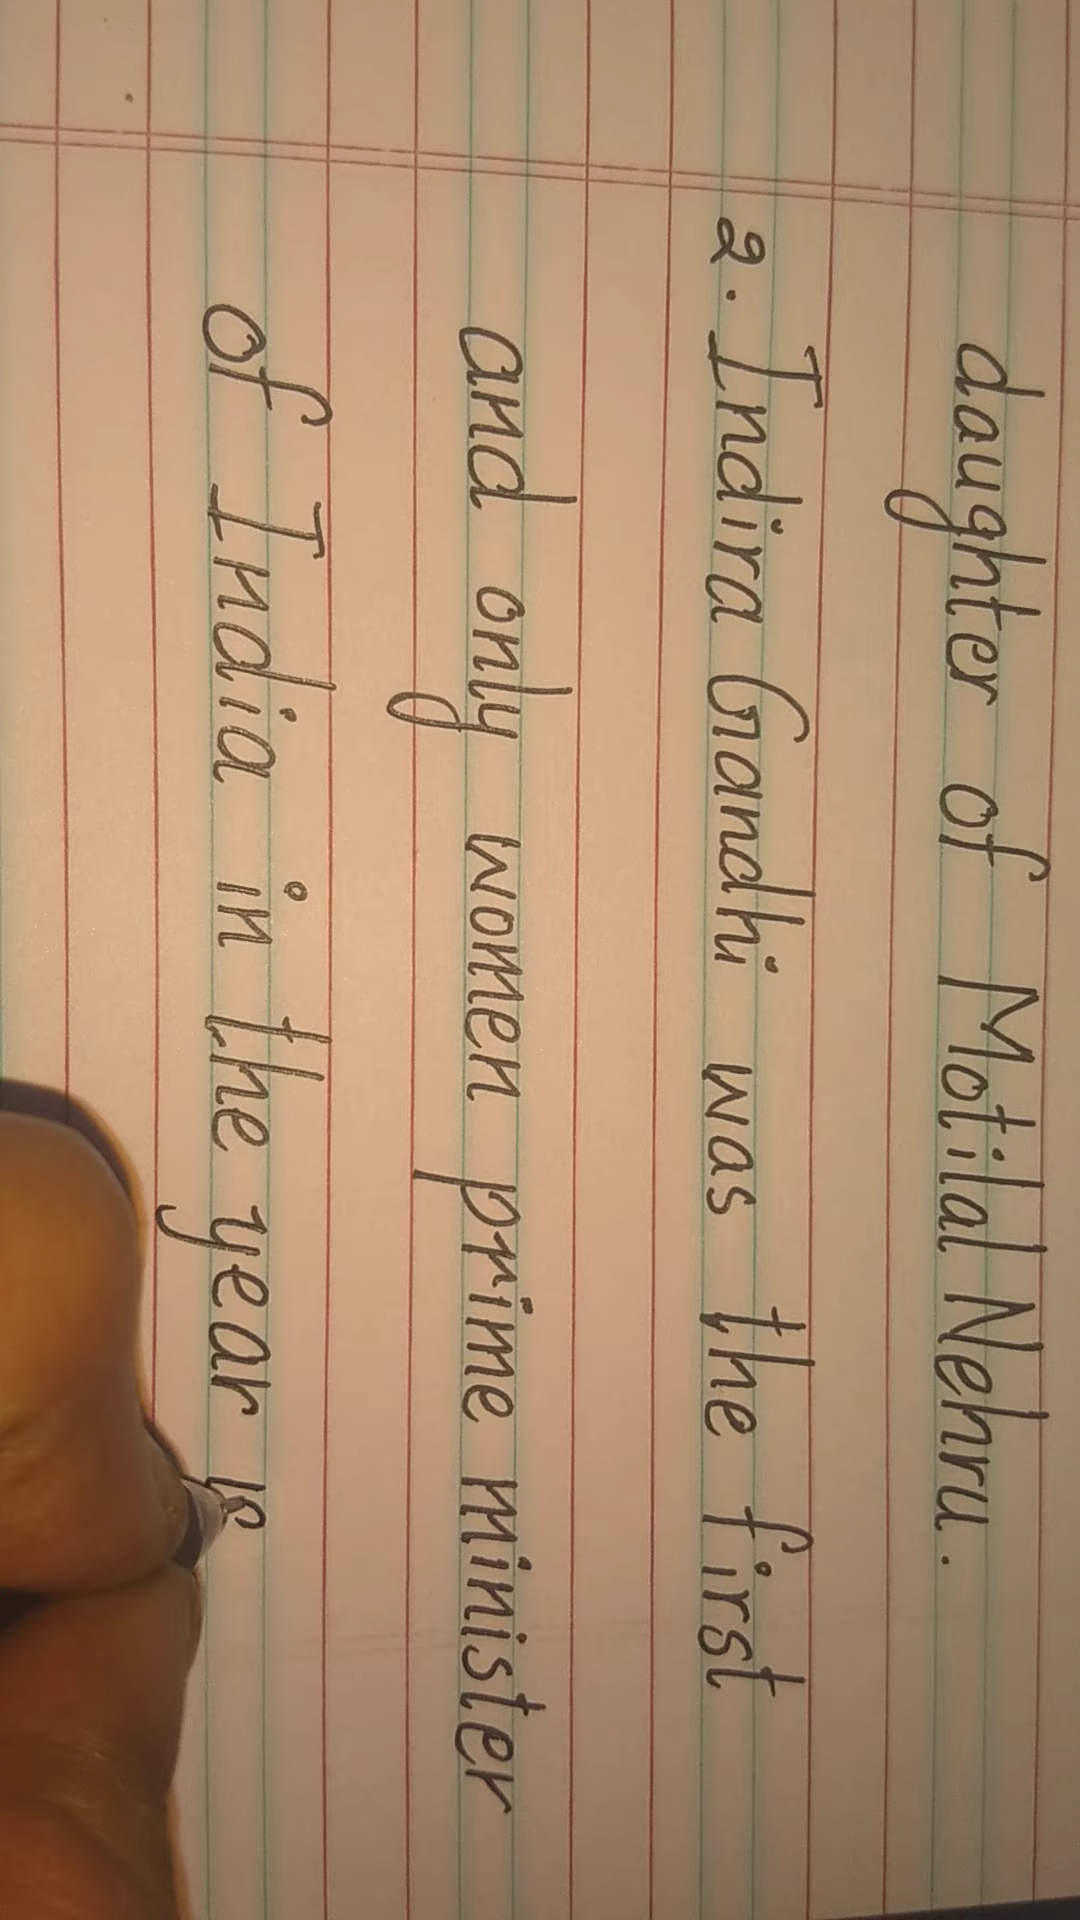 daughter of Motilal Nehru.
2. Indira Gandhi was the first
and only women prime minister
of India in the year